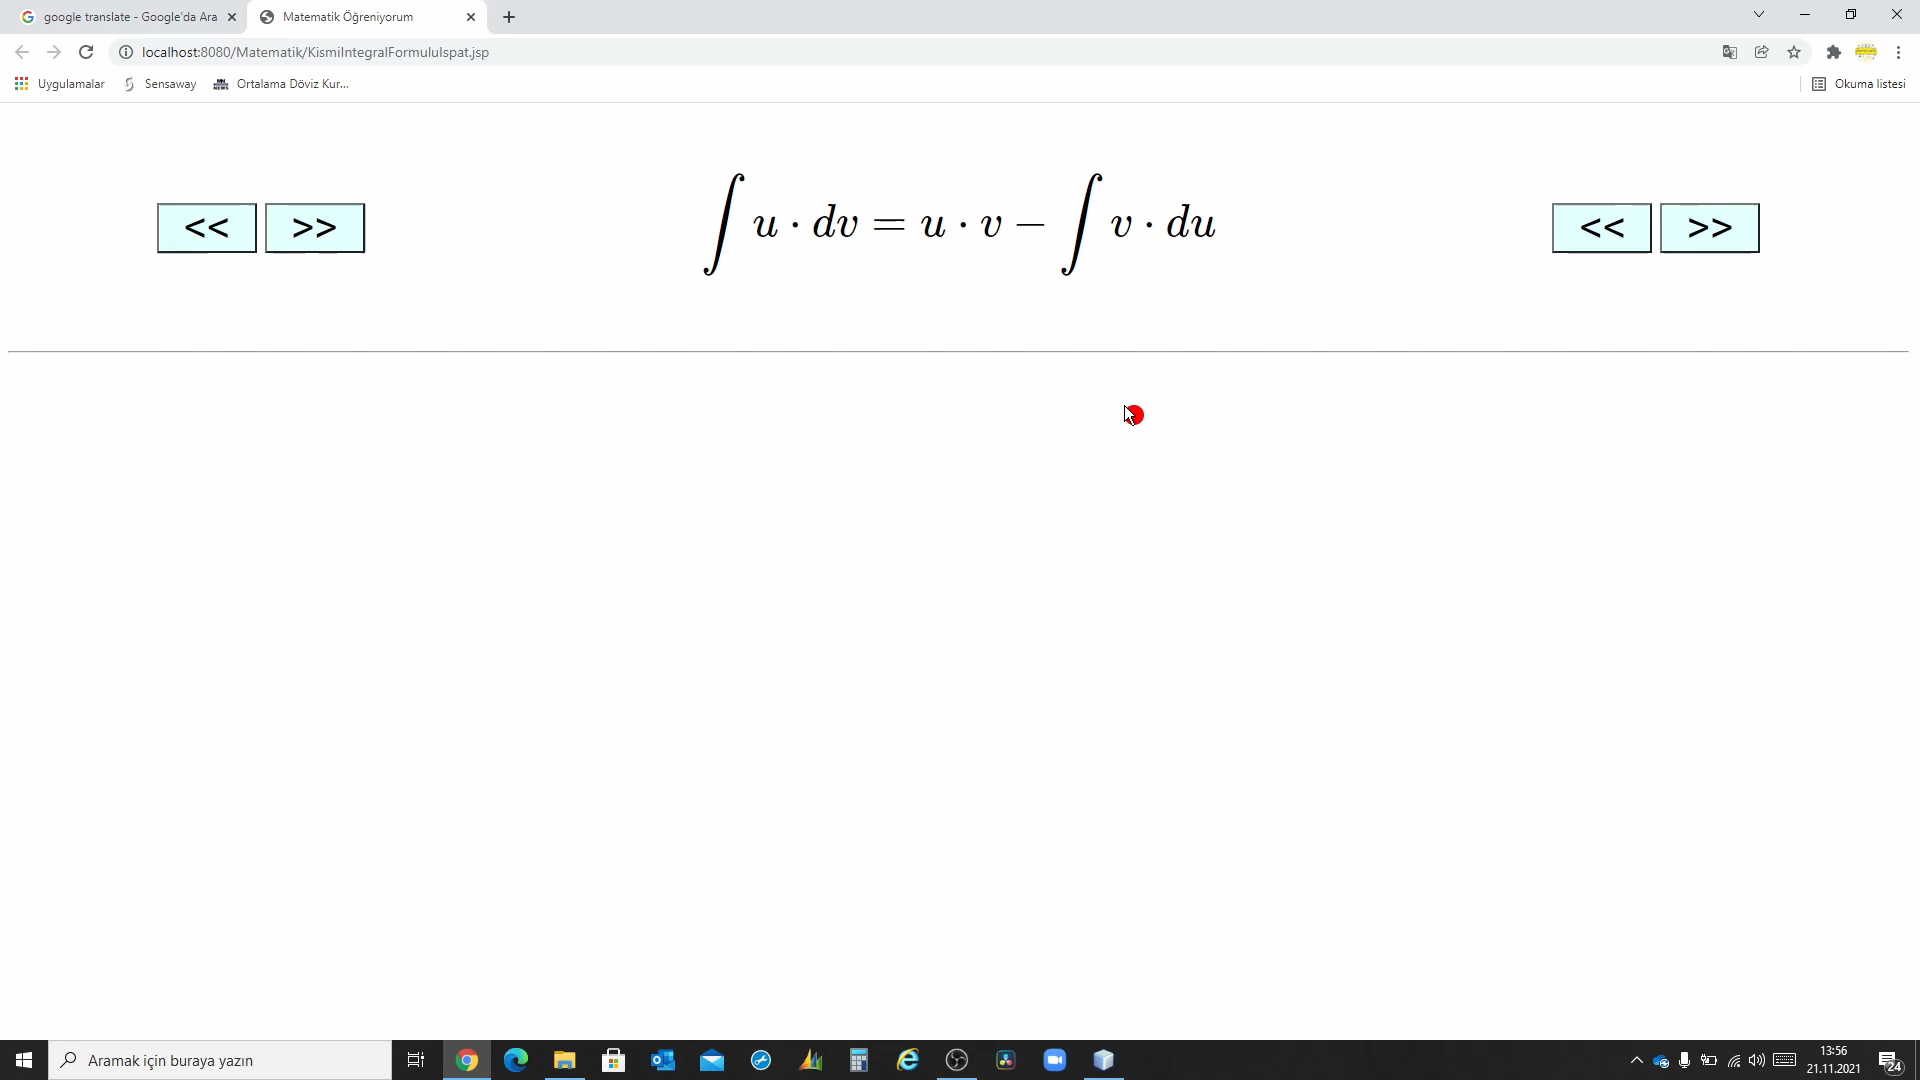 google translate - Google'da Ara
Matematik Öğreniyorum
localhost:8080/Matematik/KismiIntegralFormuluIspat.jsp
Uygulamalar
Sensaway
Ortalama Döviz Kur...
Okuma listesi
<< >>
∫ u · dv = u · v − ∫ v · du
<< >>
Aramak için buraya yazın
13:56
21.11.2021
24